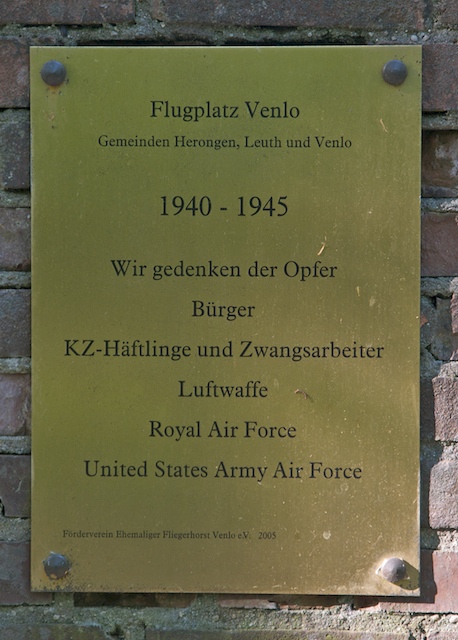 Flugplatz Venlo
Gemeinden Herongen, Leuth und Venlo
1940 - 1945
Wir gedenken der Opfer
Bürger
KZ-Häftlinge und Zwangsarbeiter
Luftwaffe
Royal Air Force
United States Army Air Force
Förderverein Ehemaliger Fliegerhorst Venlo e.V. 2005